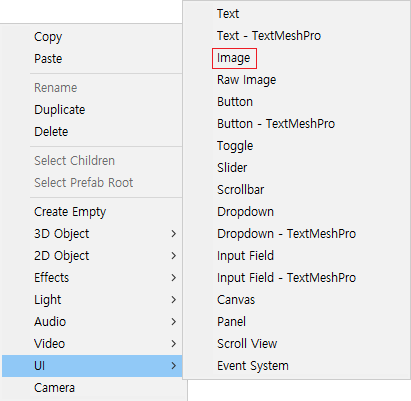 Copy
Paste
Rename
Duplicate
Delete
Select Children
Select Prefab Root
Create Empty
3D Object
2D Object
Effects
Light
Audio
Video
UI
Camera
Text
Text - TextMeshPro
Image
Raw Image
Button
Button - TextMeshPro
Toggle
Slider
Scrollbar
Dropdown
Dropdown - TextMeshPro
Input Field
Input Field - TextMeshPro
Canvas
Panel
Scroll View
Event System